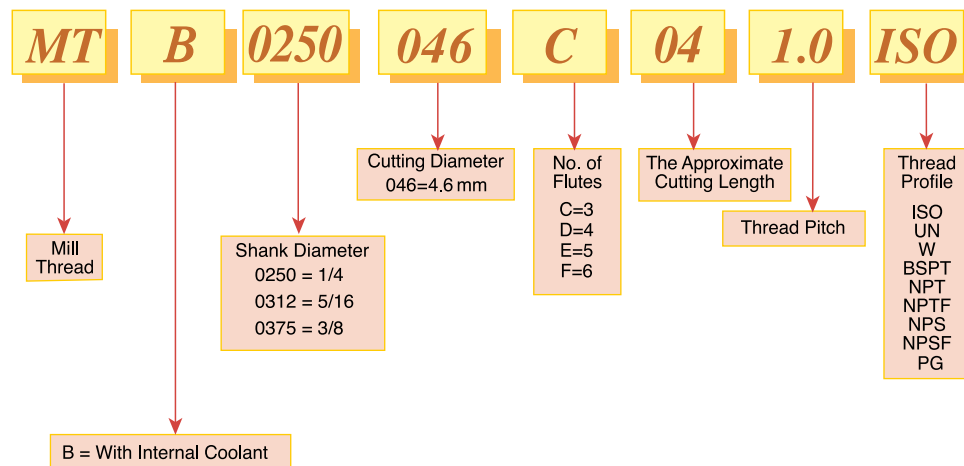 MT B 0250 046 C 04 1.0 ISO
Cutting Diameter
046=4.6 mm
No. of
Flutes
C=3
D=4
E=5
F=6
The Approximate
Cutting Length
Thread
Profile
ISO
UN
W
BSPT
NPT
NPTF
NPS
NPSF
PG
Thread Pitch
Mill
Thread
Shank Diameter
0250 = 1/4
0312 = 5/16
0375 = 3/8
B = With Internal Coolant